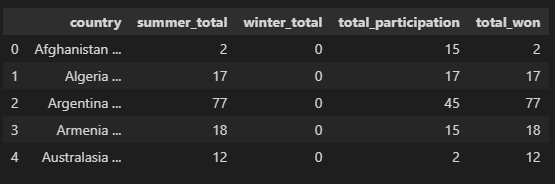 country summer_total winter_total total_participation total_won
0 Afghanistan ... 2 0 15 2
1 Algeria ... 17 0 17 17
2 Argentina ... 77 0 45 77
3 Armenia ... 18 0 15 18
4 Australasia ... 12 0 2 12